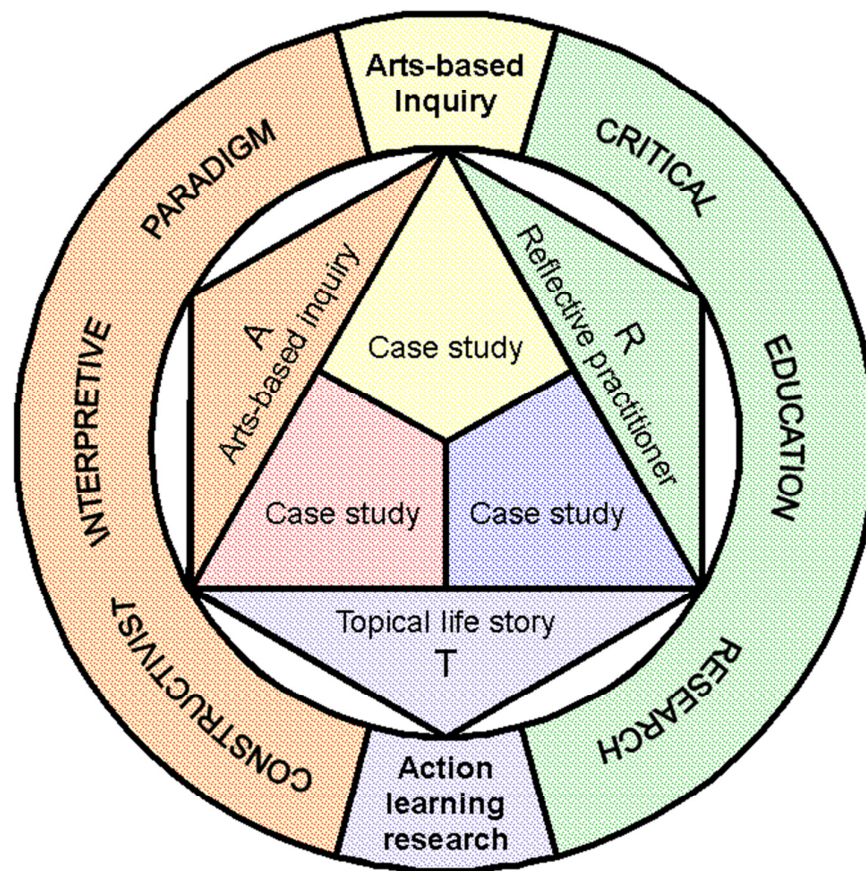 Arts-based
Inquiry
CRITICAL
EDUCATION
RESEARCH
Action
learning
research
CONSTRUCTIVIST
INTERPRETIVE
PARADIGM
A
Arts-based inquiry
R
Reflective practitioner
Case study
Case study
Case study
Topical life story
T